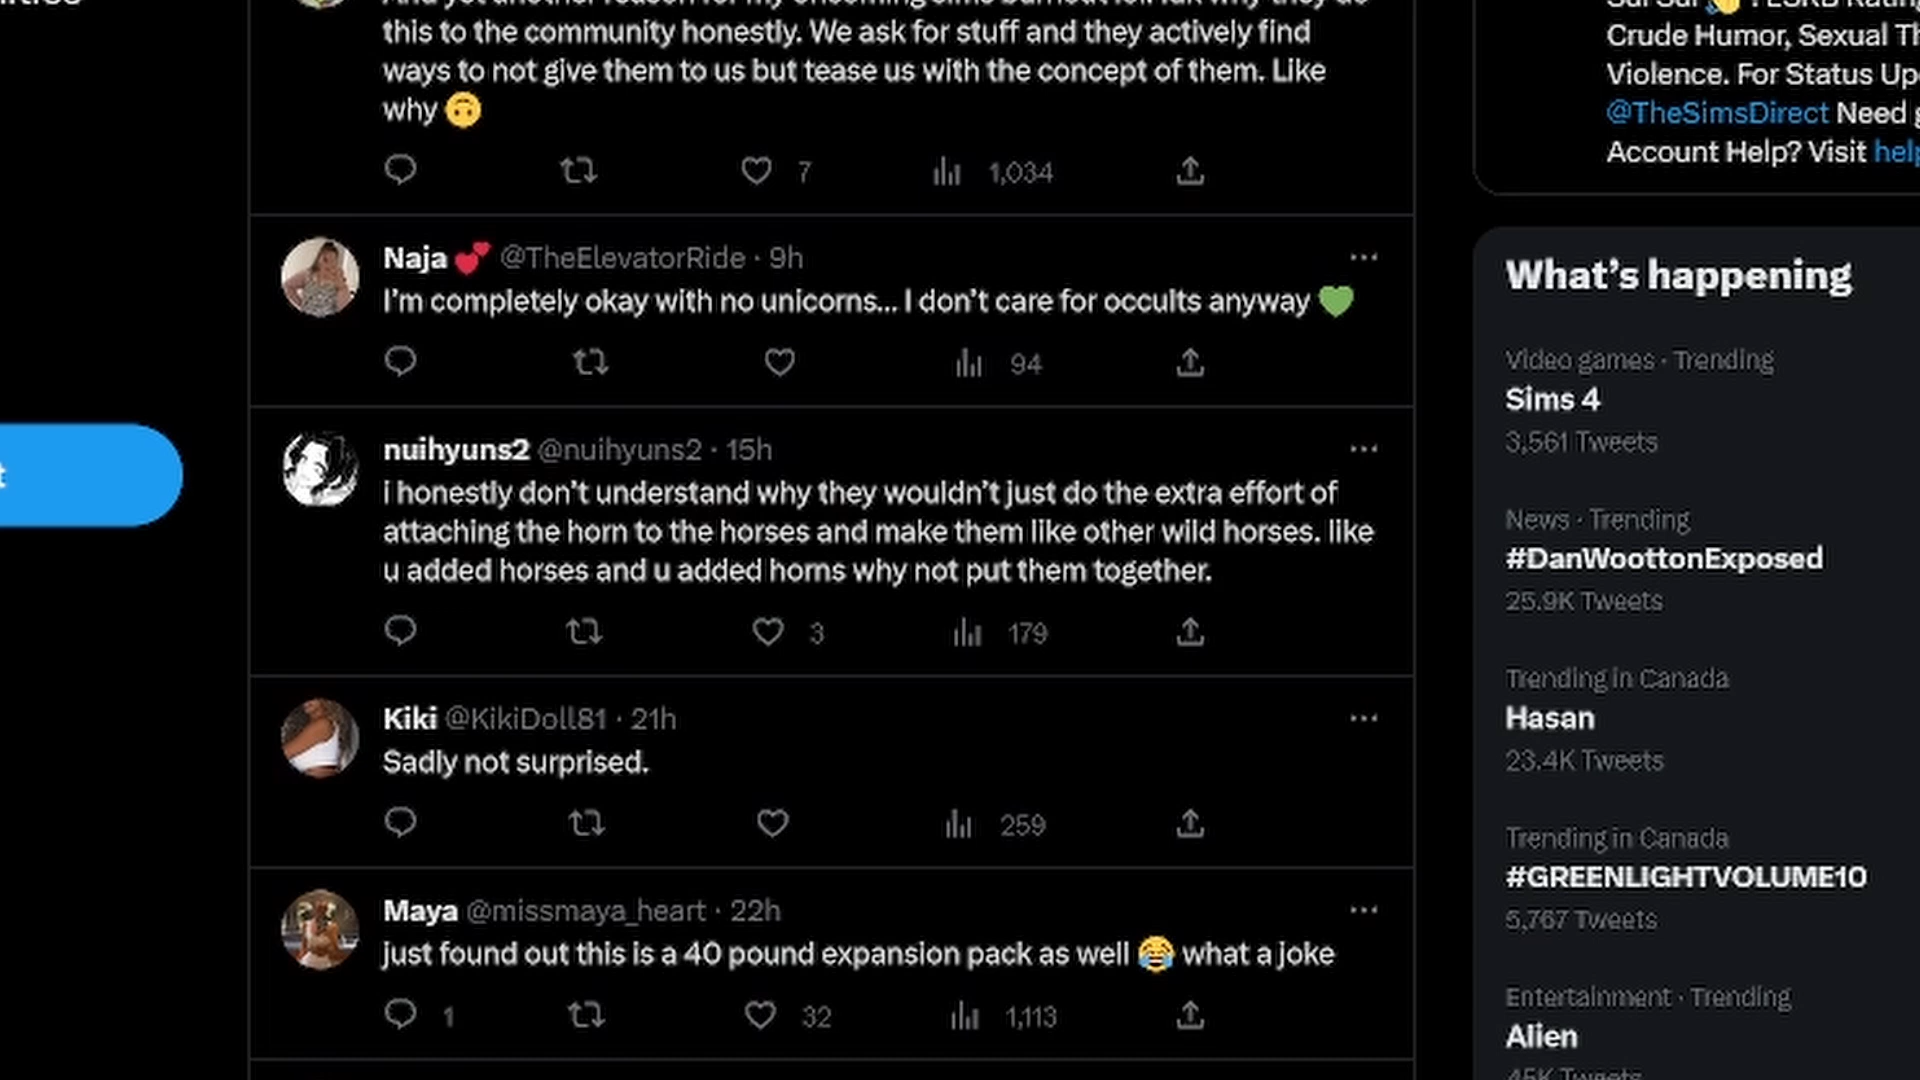 this to the community honestly. We ask for stuff and they actively find
ways to not give them to us but tease us with the concept of them. Like
why 🙃
7 1,034
Naja 💕 @TheElevatorRide · 9h
I'm completely okay with no unicorns... I don't care for occults anyway 💚
94
nuihyuns2 @nuihyuns2 · 15h
i honestly don't understand why they wouldn't just do the extra effort of
attaching the horn to the horses and make them like other wild horses. like
u added horses and u added horns why not put them together.
3 179
Kiki @KikiDoll81 · 21h
Sadly not surprised.
259
Maya @missmaya_heart · 22h
just found out this is a 40 pound expansion pack as well 😂 what a joke
1 32 1,113
Crude Humor, Sexual Th
Violence. For Status Up
@TheSimsDirect Need g
Account Help? Visit help
What's happening
Video games · Trending
Sims 4
3,561 Tweets
News · Trending
#DanWoottonExposed
25.9K Tweets
Trending in Canada
Hasan
23.4K Tweets
Trending in Canada
#GREENLIGHTVOLUME10
5,767 Tweets
Entertainment · Trending
Alien
45K Tweets